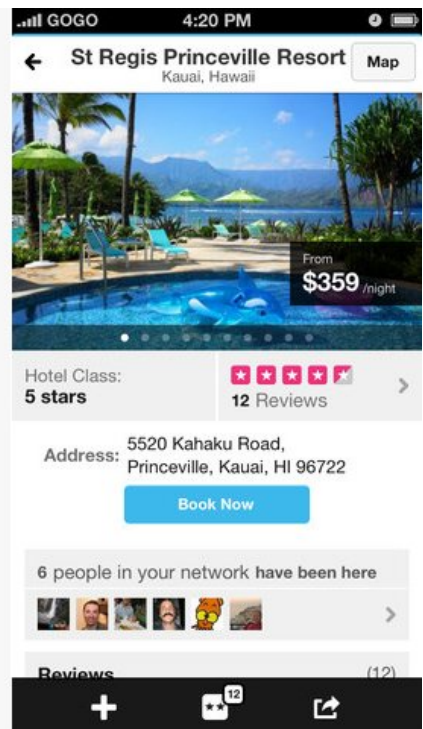 GOGO 4:20 PM
St Regis Princeville Resort
Kauai, Hawaii
Map
From
$359 /night
Hotel Class:
5 stars
12 Reviews
Address: 5520 Kahaku Road,
Princeville, Kauai, HI 96722
Book Now
6 people in your network have been here
Reviews (12)
12